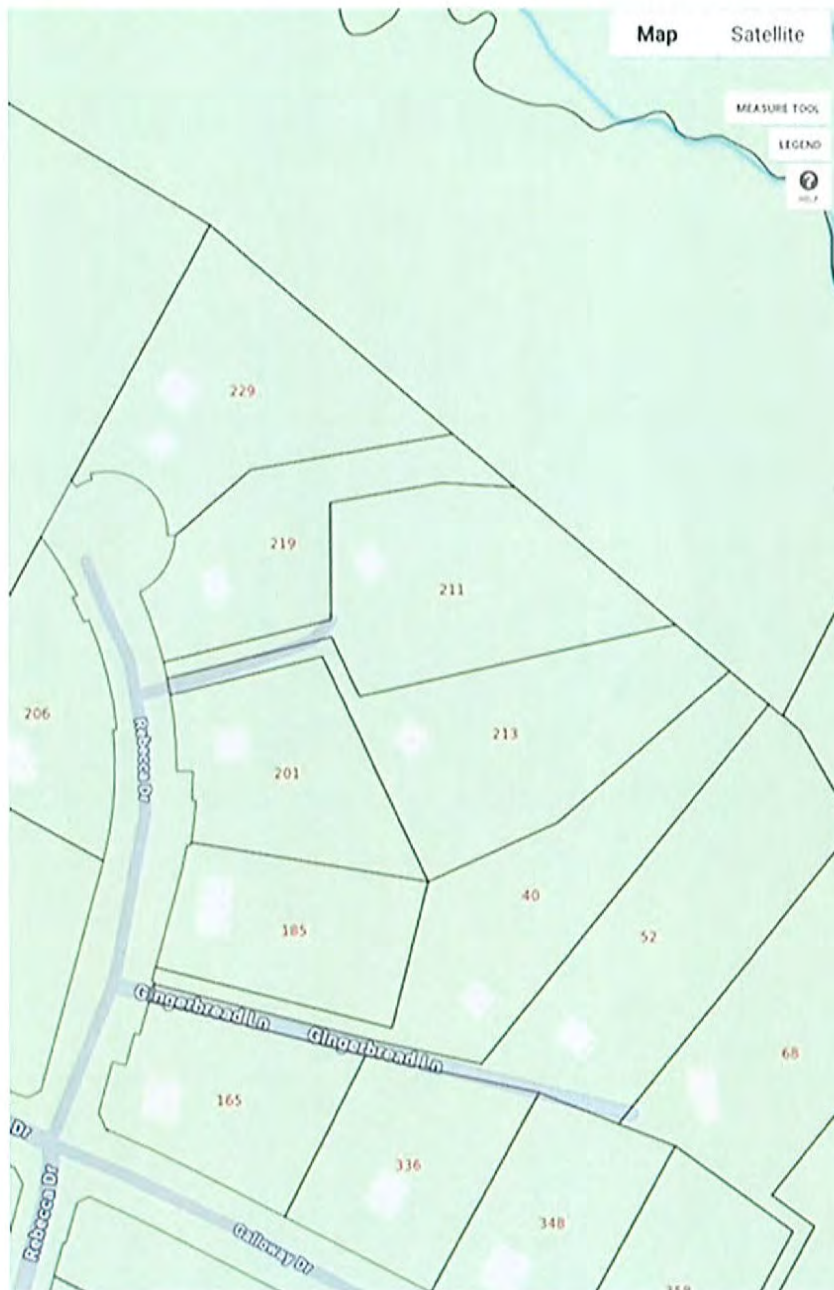 Map Satellite
MEASURE TOOL
LEGEND
HELP
229
219
211
206
Rebecca Dr
213
201
40
185
52
Gingerbread Ln
Gingerbread Ln
68
165
Dr
336
Rebecca Dr
348
Galloway Dr